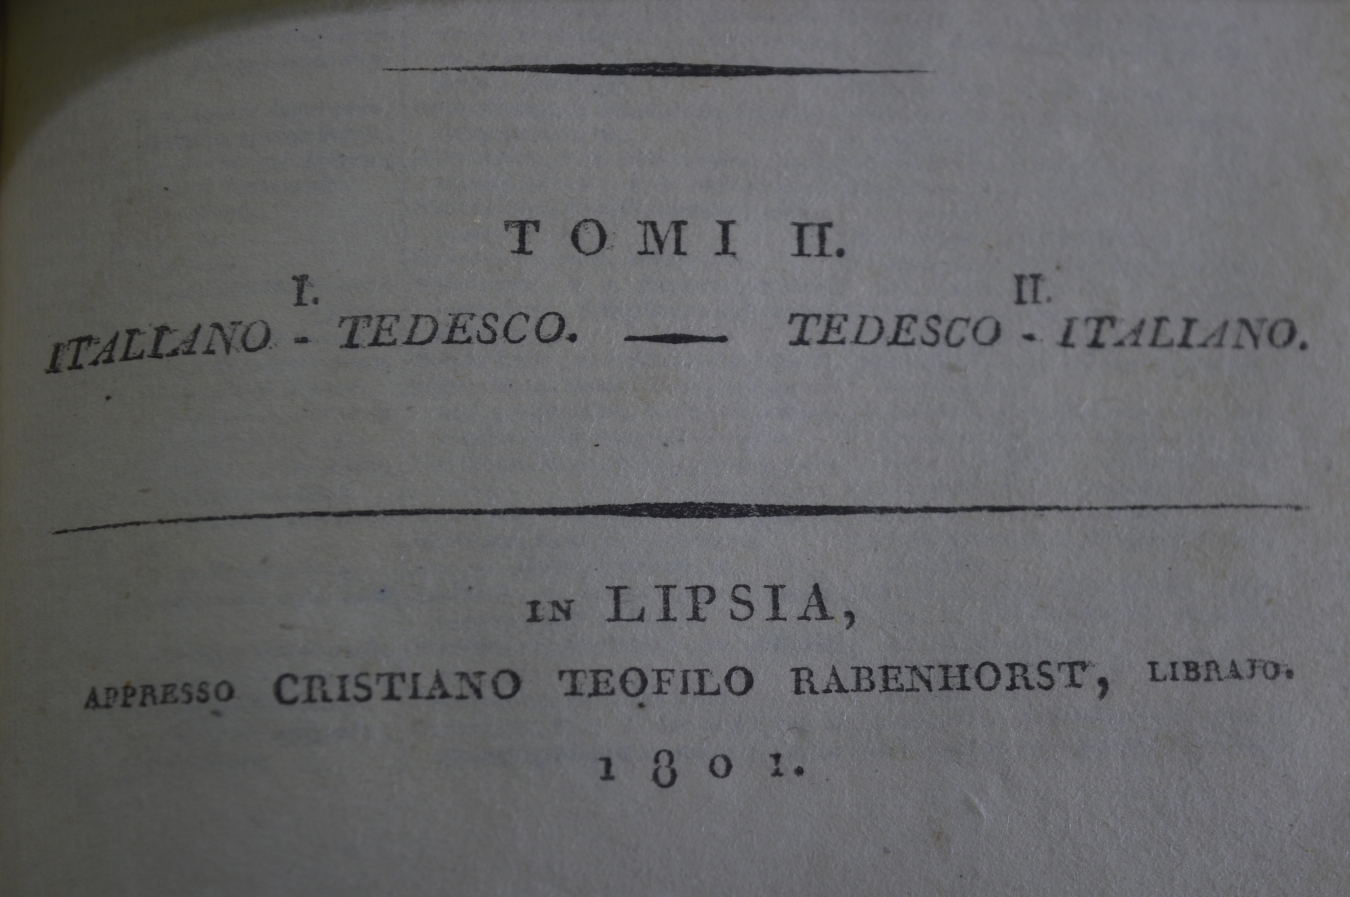 TOMI II.
I. II.
ITALIANO - TEDESCO. — TEDESCO - ITALIANO.
IN LIPSIA,
APPRESSO CRISTIANO TEOFILO RABENHORST, LIBRAJO.
1801.